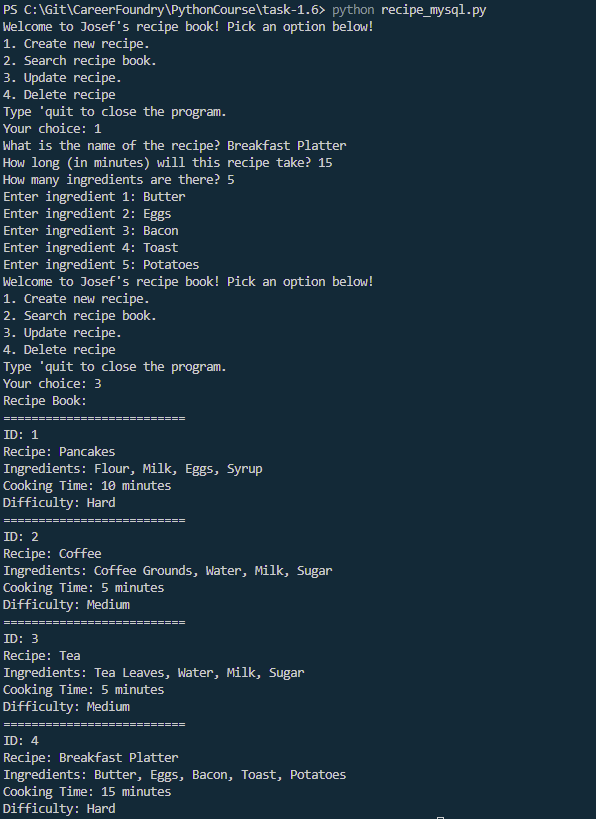 PS C:\Git\CareerFoundry\PythonCourse\task-1.6> python recipe_mysql.py
Welcome to Josef's recipe book! Pick an option below!
1. Create new recipe.
2. Search recipe book.
3. Update recipe.
4. Delete recipe
Type 'quit to close the program.
Your choice: 1
What is the name of the recipe? Breakfast Platter
How long (in minutes) will this recipe take? 15
How many ingredients are there? 5
Enter ingredient 1: Butter
Enter ingredient 2: Eggs
Enter ingredient 3: Bacon
Enter ingredient 4: Toast
Enter ingredient 5: Potatoes
Welcome to Josef's recipe book! Pick an option below!
1. Create new recipe.
2. Search recipe book.
3. Update recipe.
4. Delete recipe
Type 'quit to close the program.
Your choice: 3
Recipe Book:
==========================
ID: 1
Recipe: Pancakes
Ingredients: Flour, Milk, Eggs, Syrup
Cooking Time: 10 minutes
Difficulty: Hard
==========================
ID: 2
Recipe: Coffee
Ingredients: Coffee Grounds, Water, Milk, Sugar
Cooking Time: 5 minutes
Difficulty: Medium
==========================
ID: 3
Recipe: Tea
Ingredients: Tea Leaves, Water, Milk, Sugar
Cooking Time: 5 minutes
Difficulty: Medium
==========================
ID: 4
Recipe: Breakfast Platter
Ingredients: Butter, Eggs, Bacon, Toast, Potatoes
Cooking Time: 15 minutes
Difficulty: Hard